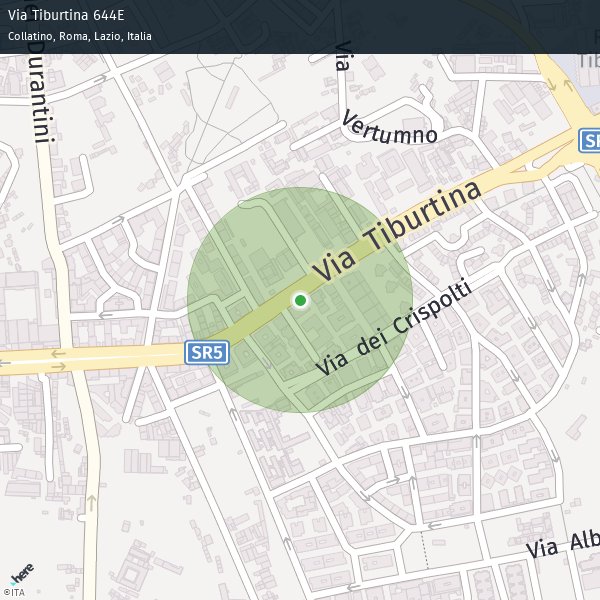 Via Tiburtina 644E
Collatino, Roma, Lazio, Italia
Durantini
Via
Vertumno
Via Tiburtina
SR5
Via dei Crispolti
Via Alb
here
©ITA